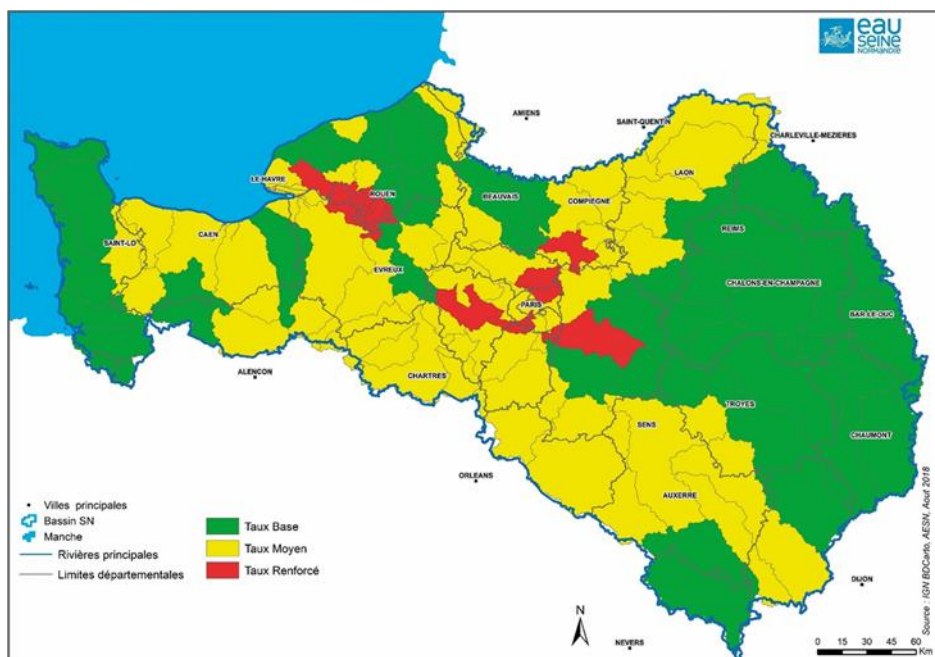 eau
SEINE
NORMANDIE
AMIENS
SAINT-QUENTIN
CHARLEVILLE-MEZIERES
LAON
LE HAVRE
ROUEN
BEAUVAIS
COMPIEGNE
REIMS
SAINT-LO
CAEN
EVREUX
CHALONS-EN-CHAMPAGNE
PARIS
BAR-LE-DUC
ALENCON
CHARTRES
TROYES
SENS
CHAUMONT
ORLEANS
AUXERRE
DIJON
NEVERS
Villes principales
Bassin SN
Manche
Rivières principales
Limites départementales
Taux Base
Taux Moyen
Taux Renforcé
N
0 15 30 45 60
Km
Source : IGN BDCarto, AESN, Aout 2018